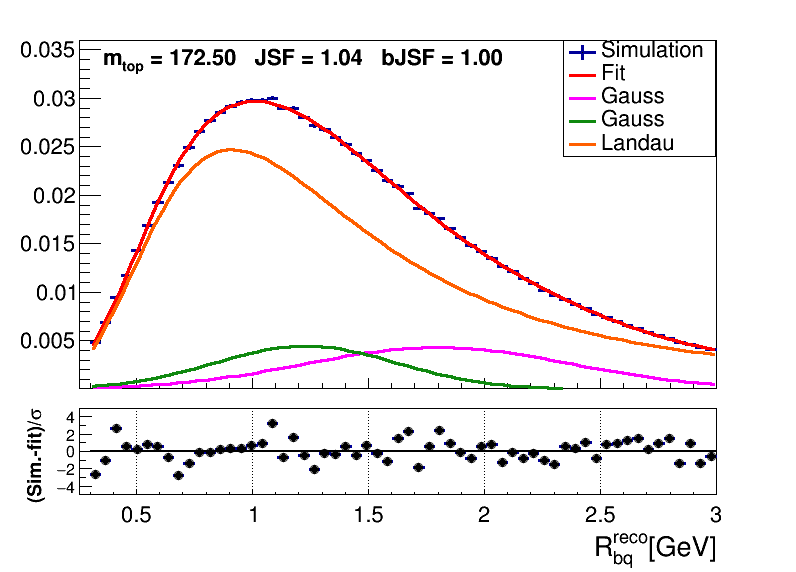 m_top = 172.50 JSF = 1.04 bJSF = 1.00
Simulation
Fit
Gauss
Gauss
Landau
0.035
0.03
0.025
0.02
0.015
0.01
0.005
(Sim.-fit)/σ
4
2
0
−2
−4
0.5 1 1.5 2 2.5 3
R_bq^reco[GeV]